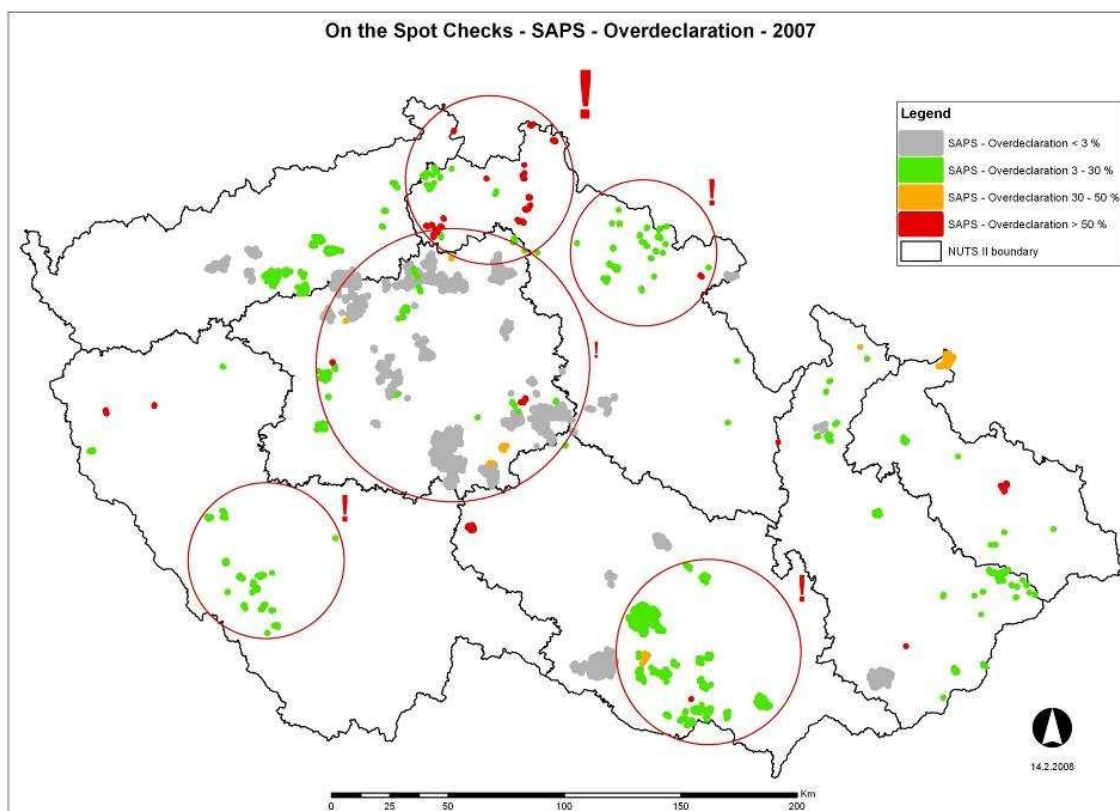 On the Spot Checks - SAPS - Overdeclaration - 2007
!
!
!
!
!
Legend
SAPS - Overdeclaration < 3 %
SAPS - Overdeclaration 3 - 30 %
SAPS - Overdeclaration 30 - 50 %
SAPS - Overdeclaration > 50 %
NUTS II boundary
14.2.2008
Km
0 25 50 100 150 200